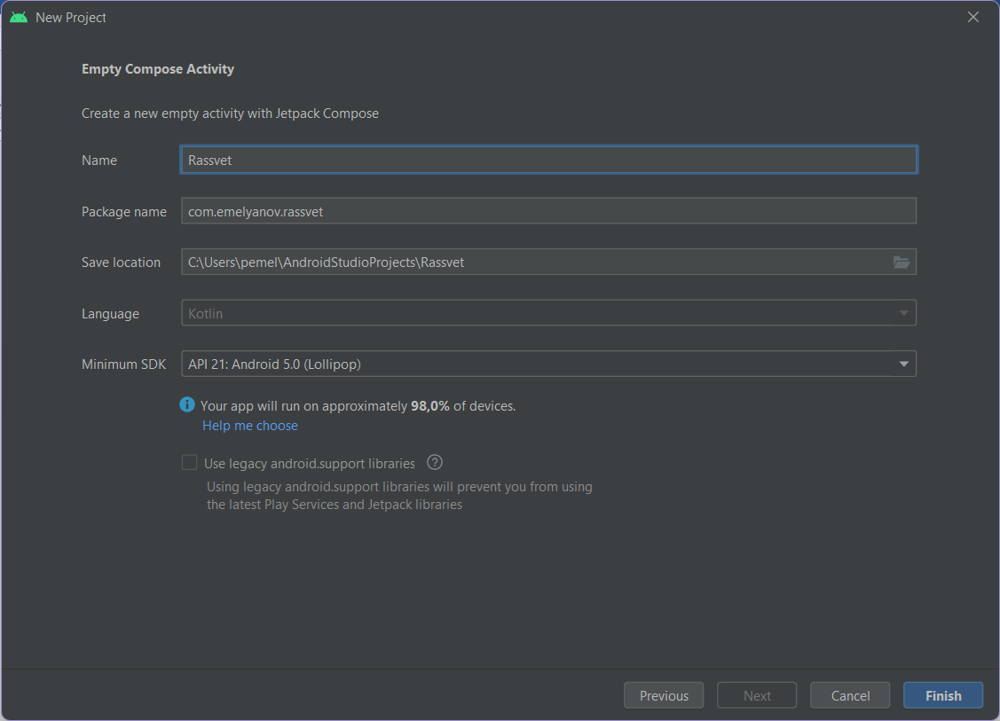 New Project
Empty Compose Activity
Create a new empty activity with Jetpack Compose
Name Rassvet
Package name com.emelyanov.rassvet
Save location C:\Users\pemel\AndroidStudioProjects\Rassvet
Language Kotlin
Minimum SDK API 21: Android 5.0 (Lollipop)
Your app will run on approximately 98,0% of devices.
Help me choose
Use legacy android.support libraries ?
Using legacy android.support libraries will prevent you from using
the latest Play Services and Jetpack libraries
Previous Next Cancel Finish